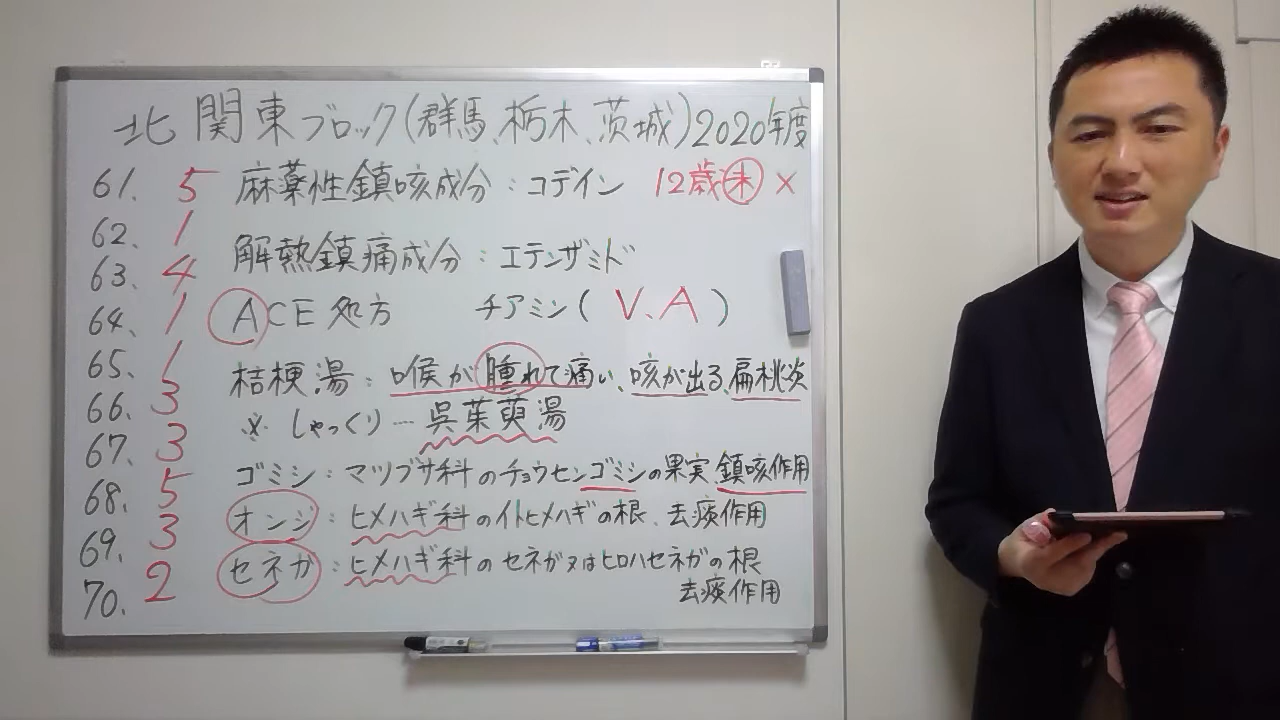 北関東ブロック(群馬、栃木、茨城)2020年度
61. 5 麻薬性鎮咳成分：コデイン 12歳未 ×
62. 1
解熱鎮痛成分：エテンザミド
63. 4
64. 1 ACE処方 チアミン( V.A )
65. 1 桔梗湯：喉が腫れて痛い、咳が出る、扁桃炎
66. 3 ※しゃっくり…呉茱萸湯
67. 3
ゴミシ：マツブサ科のチョウセンゴミシの果実、鎮咳作用
68. 5
オンジ：ヒメハギ科のイトヒメハギの根、去痰作用
69. 3
セネガ：ヒメハギ科のセネガ又はヒロハセネガの根
70. 2
去痰作用